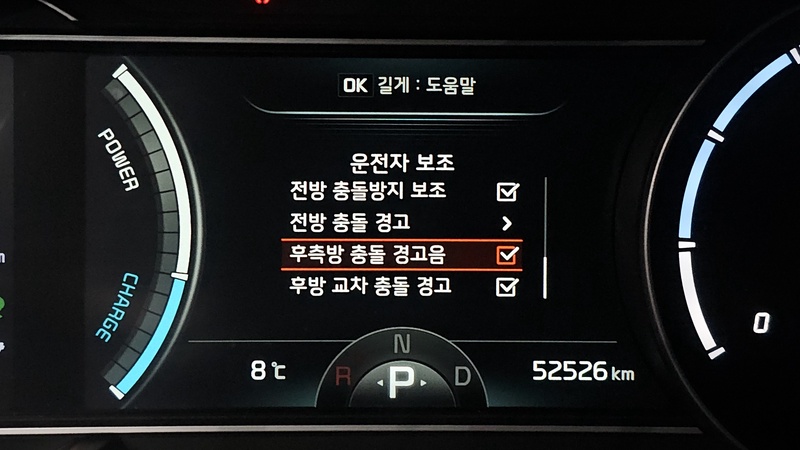 OK 길게 : 도움말
운전자 보조
전방 충돌방지 보조
전방 충돌 경고
후측방 충돌 경고음
후방 교차 충돌 경고
POWER
CHARGE
8 ℃
R N D
P
52526 km
0